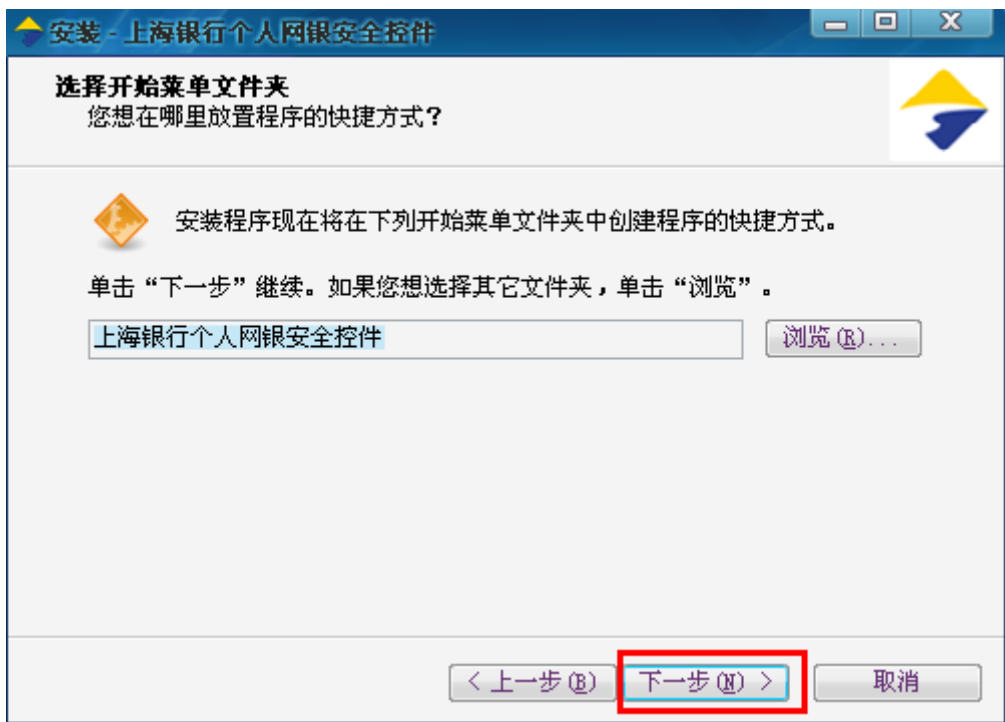 安装 - 上海银行个人网银安全控件
选择开始菜单文件夹
您想在哪里放置程序的快捷方式？
安装程序现在将在下列开始菜单文件夹中创建程序的快捷方式。
单击“下一步”继续。如果您想选择其它文件夹，单击“浏览”。
上海银行个人网银安全控件
浏览(R)...
< 上一步(B)
下一步(N) >
取消